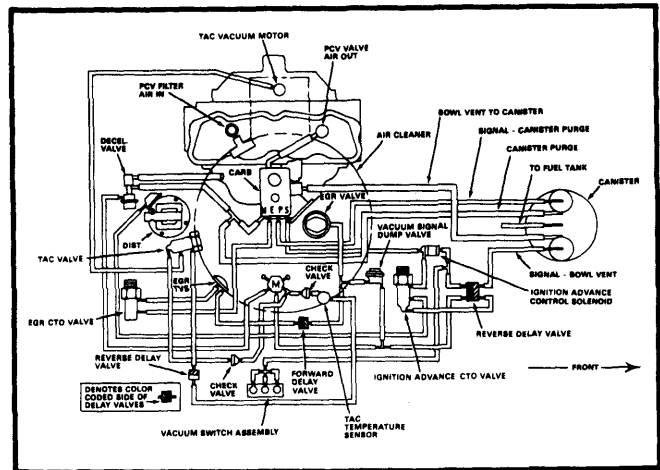 TAC VACUUM MOTOR
PCV VALVE
AIR OUT
PCV FILTER
AIR IN
BOWL VENT TO CANISTER
SIGNAL - CANISTER PURGE
AIR CLEANER
CANISTER PURGE
DECEL
VALVE
TO FUEL TANK
CARB
CANISTER
EGR VALVE
N E P S
VACUUM SIGNAL
DUMP VALVE
DIST
TAC VALVE
CHECK
VALVE
EGR
TVS
M
SIGNAL - BOWL VENT
IGNITION ADVANCE
CONTROL SOLENOID
EGR CTO VALVE
REVERSE DELAY VALVE
REVERSE DELAY
VALVE
FORWARD
DELAY
VALVE
IGNITION ADVANCE CTO VALVE
FRONT
CHECK
VALVE
DENOTES COLOR
CODED SIDE OF
DELAY VALVES
VACUUM SWITCH ASSEMBLY
TAC
TEMPERATURE
SENSOR